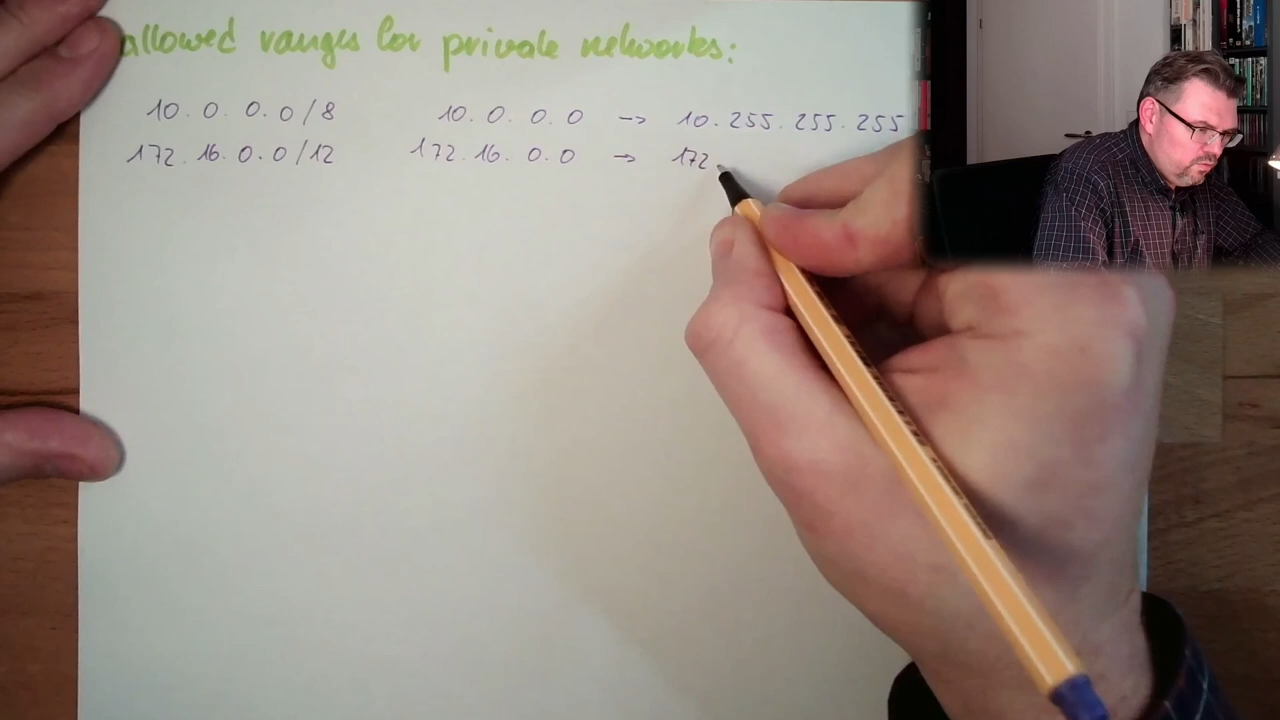 allowed ranges for private networks:
10.0.0.0/8 10.0.0.0 -> 10.255.255.255
172.16.0.0/12 172.16.0.0 -> 172.